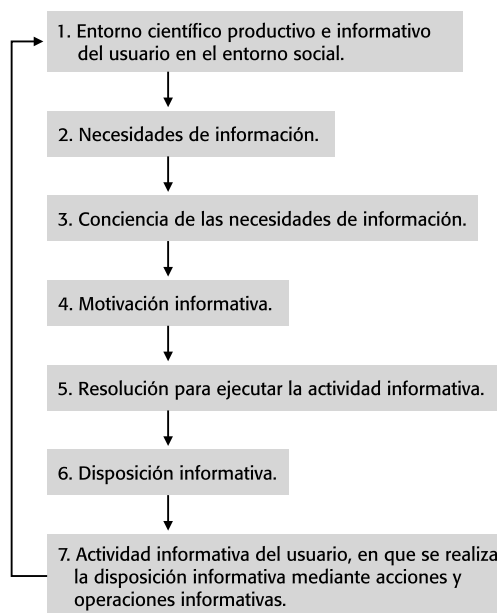 1. Entorno científico productivo e informativo
del usuario en el entorno social.
2. Necesidades de información.
3. Conciencia de las necesidades de información.
4. Motivación informativa.
5. Resolución para ejecutar la actividad informativa.
6. Disposición informativa.
7. Actividad informativa del usuario, en que se realiza
la disposición informativa mediante acciones y
operaciones informativas.